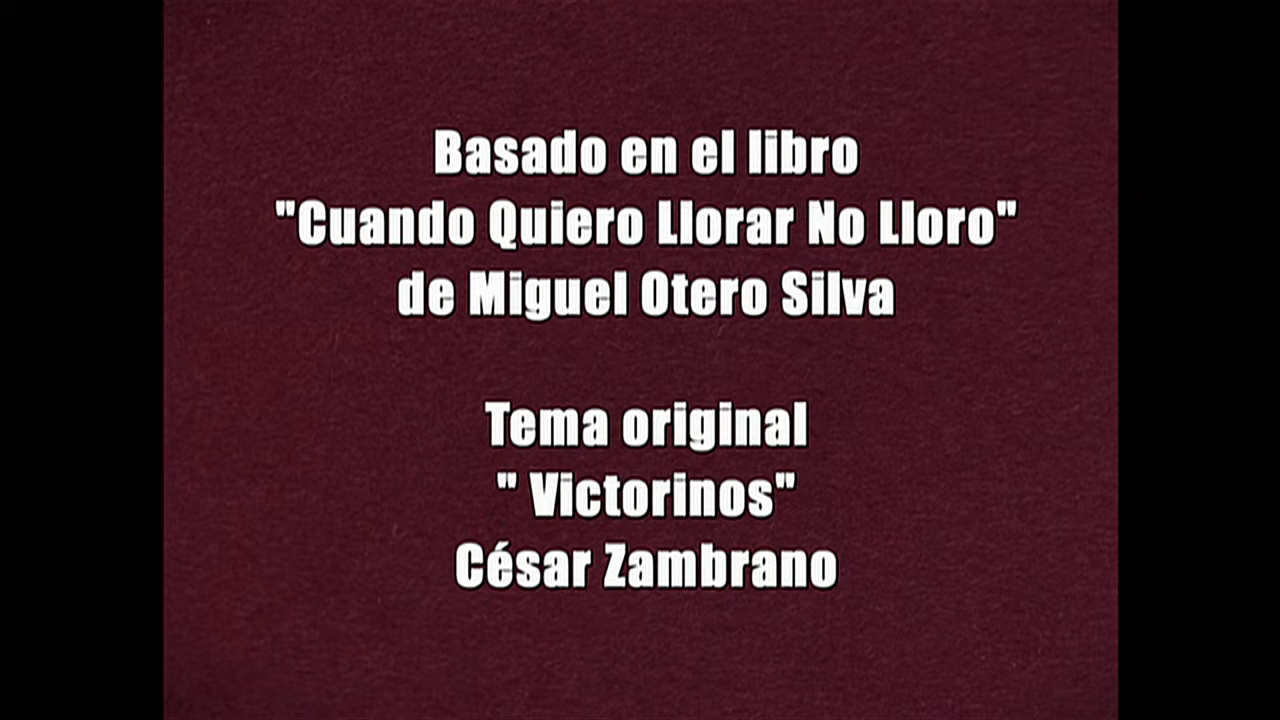 Basado en el libro
"Cuando Quiero Llorar No Lloro"
de Miguel Otero Silva
Tema original
" Victorinos"
César Zambrano